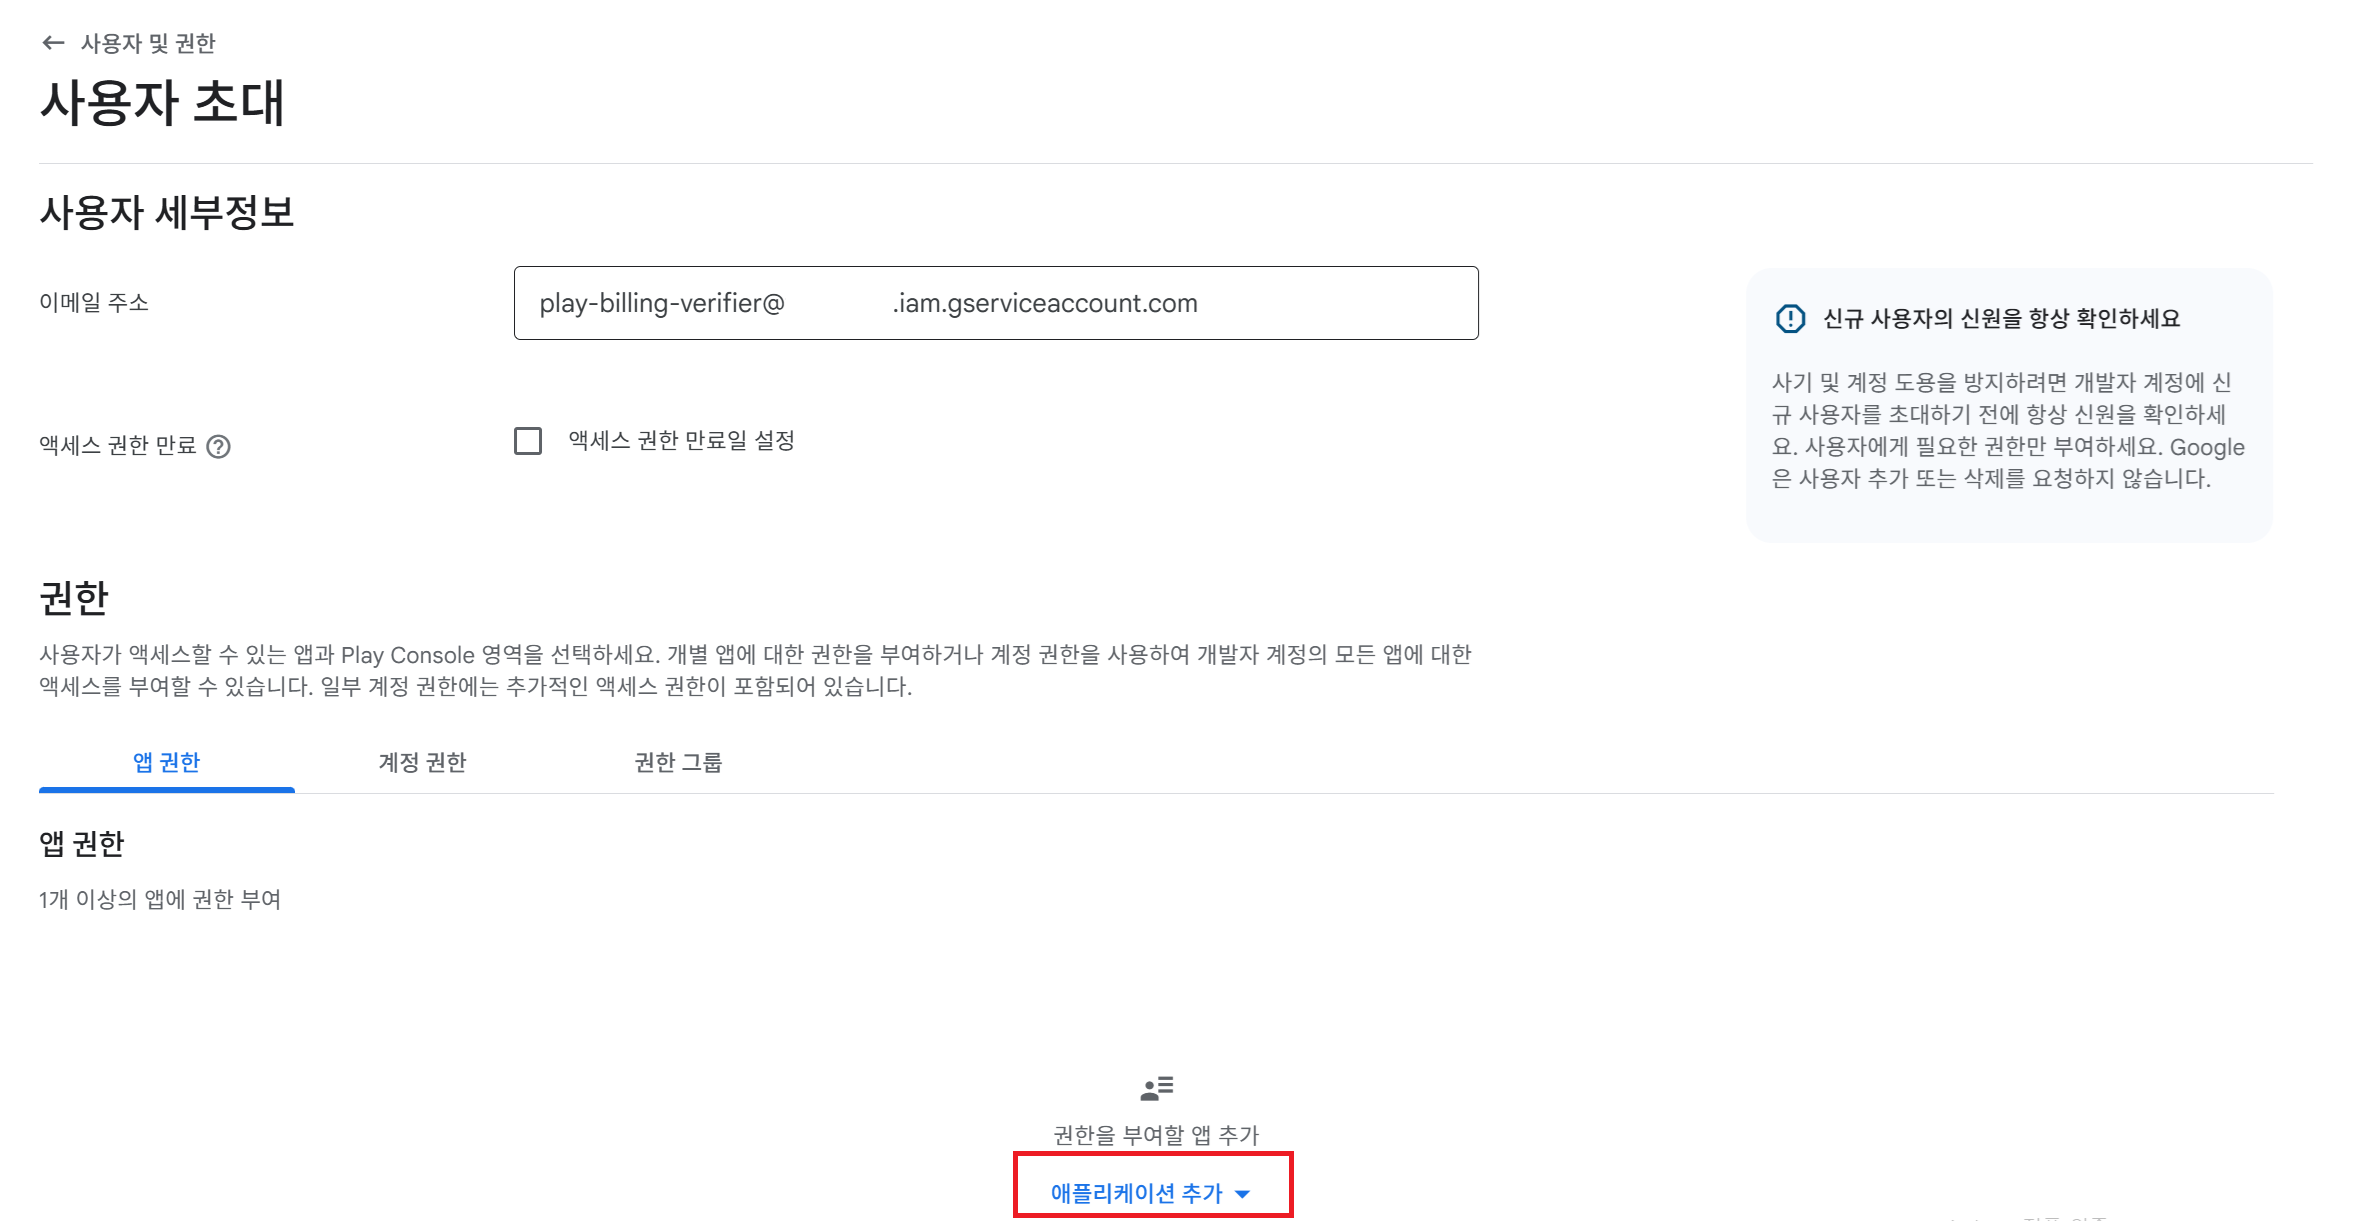 사용자 및 권한
사용자 초대
사용자 세부정보
이메일 주소
play-billing-verifier@ .iam.gserviceaccount.com
액세스 권한 만료
액세스 권한 만료일 설정
신규 사용자의 신원을 항상 확인하세요
사기 및 계정 도용을 방지하려면 개발자 계정에 신
규 사용자를 초대하기 전에 항상 신원을 확인하세
요. 사용자에게 필요한 권한만 부여하세요. Google
은 사용자 추가 또는 삭제를 요청하지 않습니다.
권한
사용자가 액세스할 수 있는 앱과 Play Console 영역을 선택하세요. 개별 앱에 대한 권한을 부여하거나 계정 권한을 사용하여 개발자 계정의 모든 앱에 대한
액세스를 부여할 수 있습니다. 일부 계정 권한에는 추가적인 액세스 권한이 포함되어 있습니다.
앱 권한 계정 권한 권한 그룹
앱 권한
1개 이상의 앱에 권한 부여
권한을 부여할 앱 추가
애플리케이션 추가